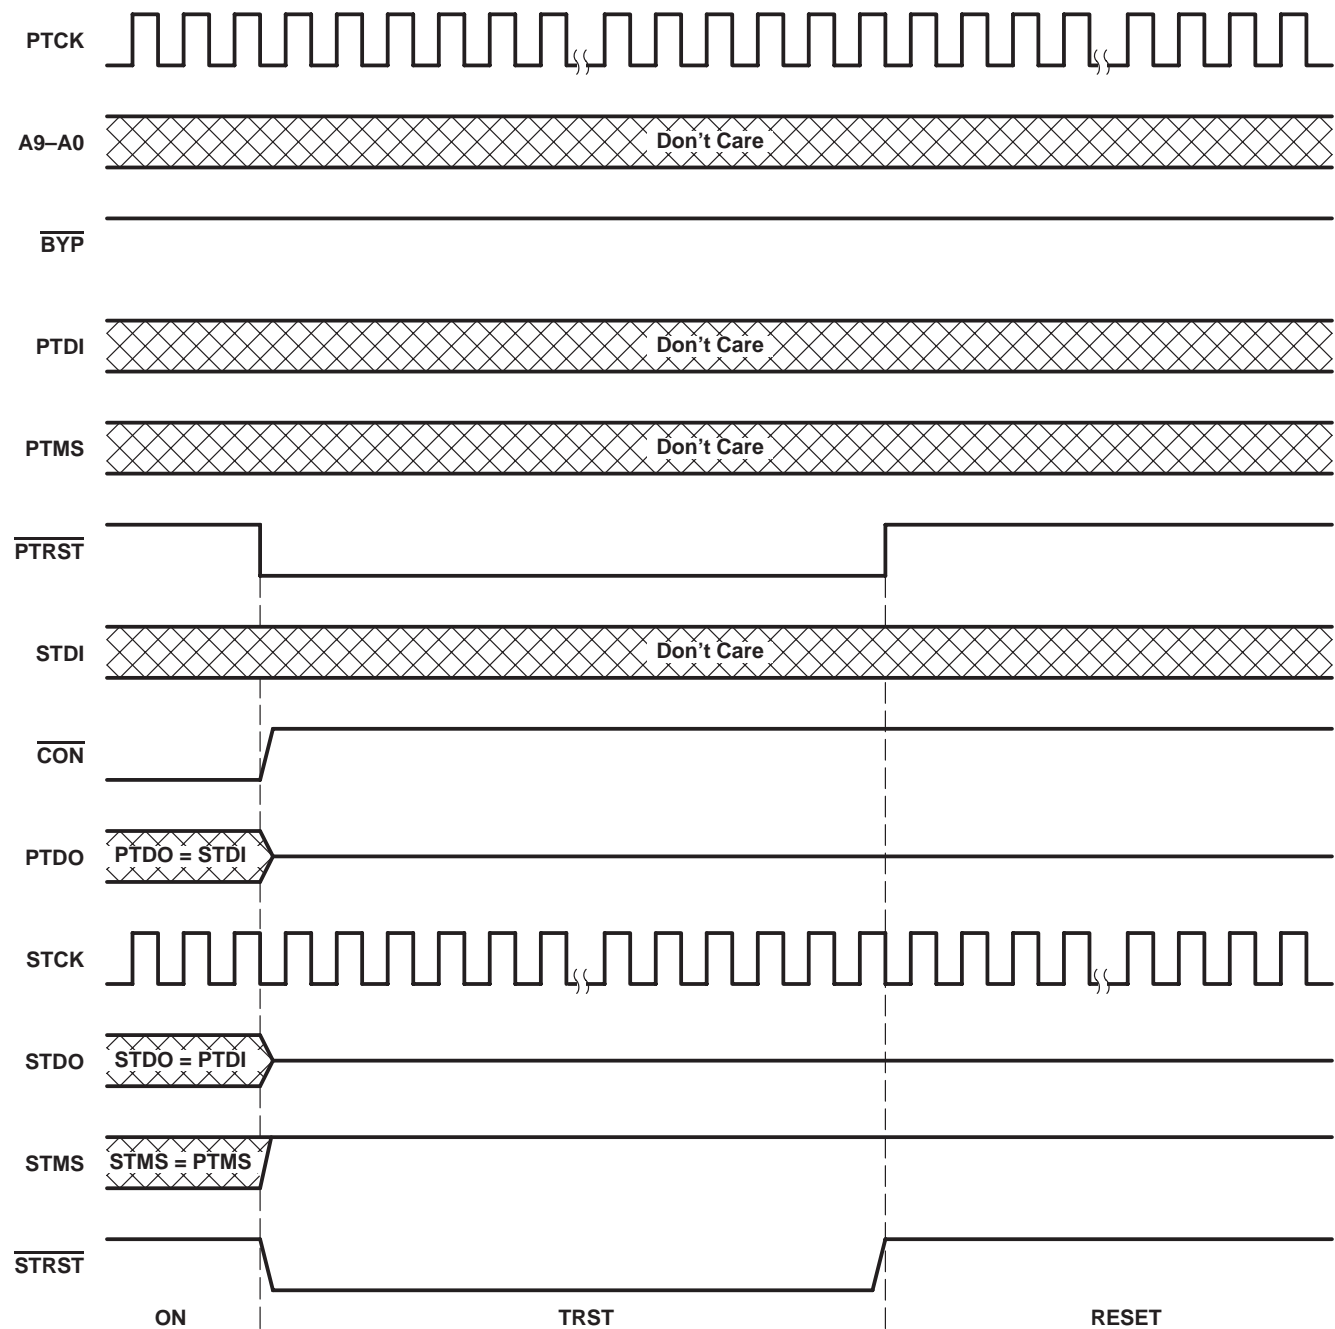 PTCK
A9–A0 Don't Care
BYP
PTDI Don't Care
PTMS Don't Care
PTRST
STDI Don't Care
CON
PTDO PTDO = STDI
STCK
STDO STDO = PTDI
STMS STMS = PTMS
STRST
ON TRST RESET